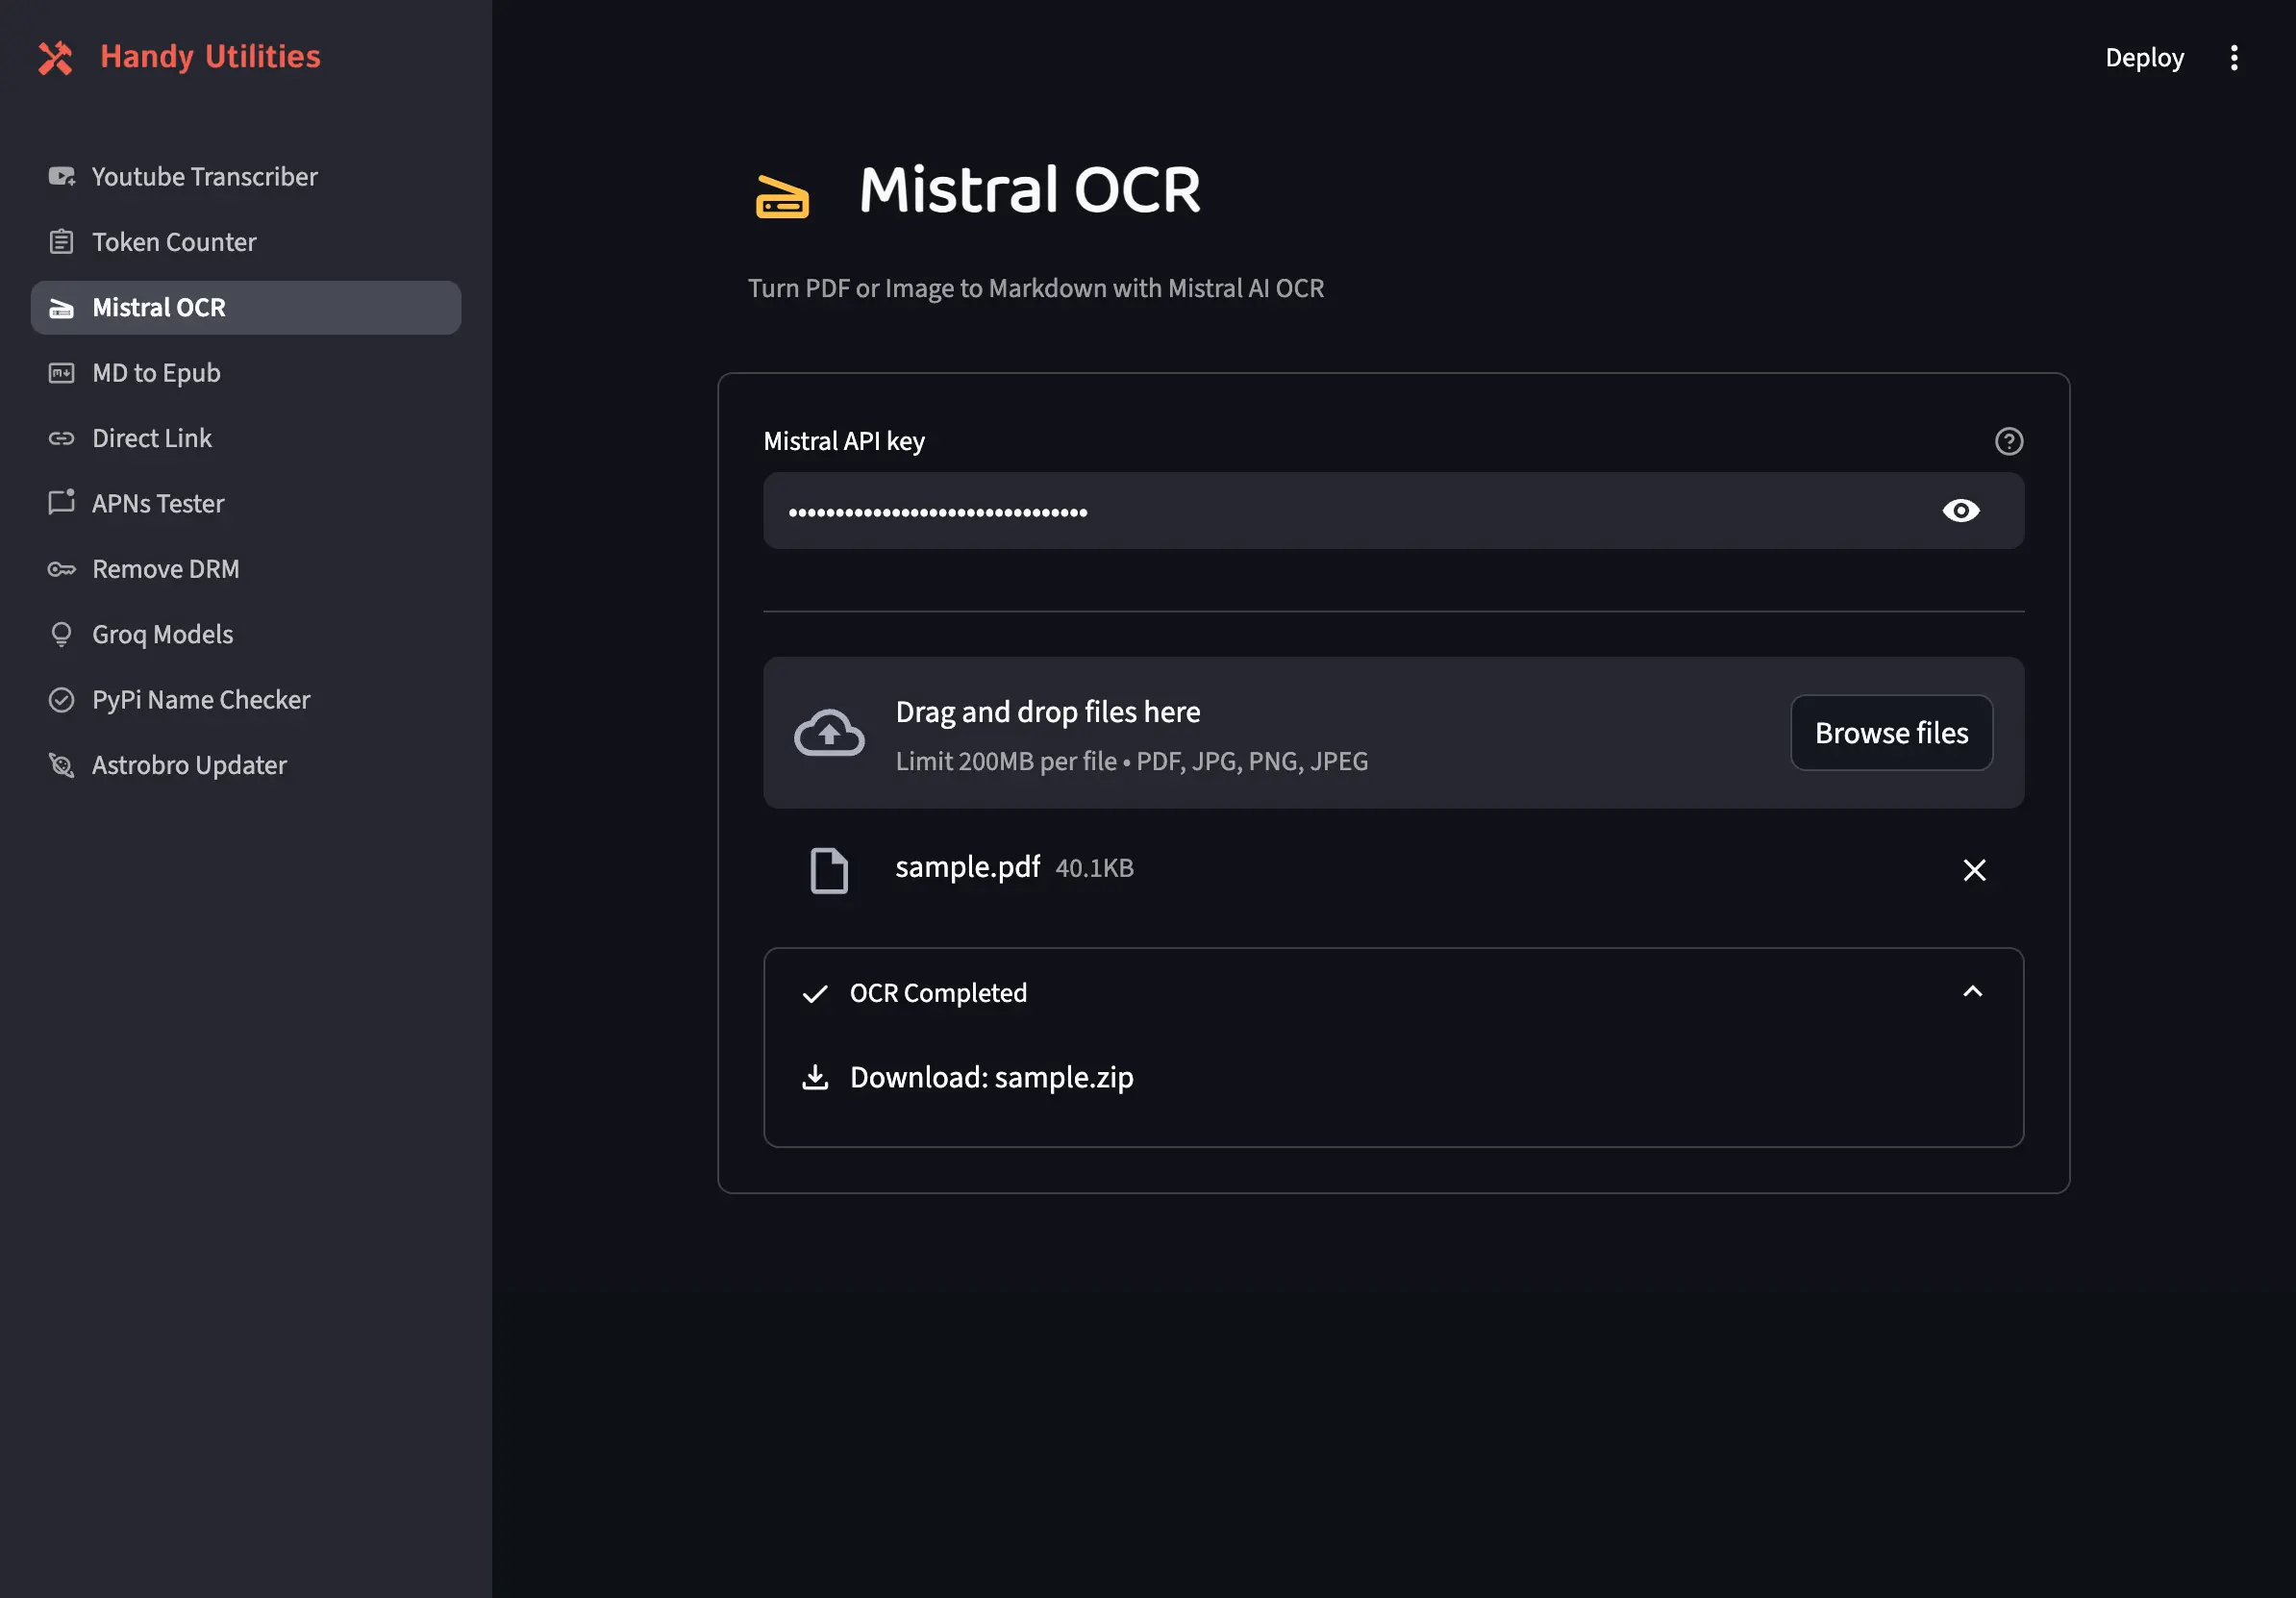 Handy Utilities
Youtube Transcriber
Token Counter
Mistral OCR
MD to Epub
Direct Link
APNs Tester
Remove DRM
Groq Models
PyPi Name Checker
Astrobro Updater
Deploy
Mistral OCR
Turn PDF or Image to Markdown with Mistral AI OCR
Mistral API key
••••••••••••••••••••••••••••••••
Drag and drop files here
Limit 200MB per file • PDF, JPG, PNG, JPEG
Browse files
sample.pdf 40.1KB
OCR Completed
Download: sample.zip